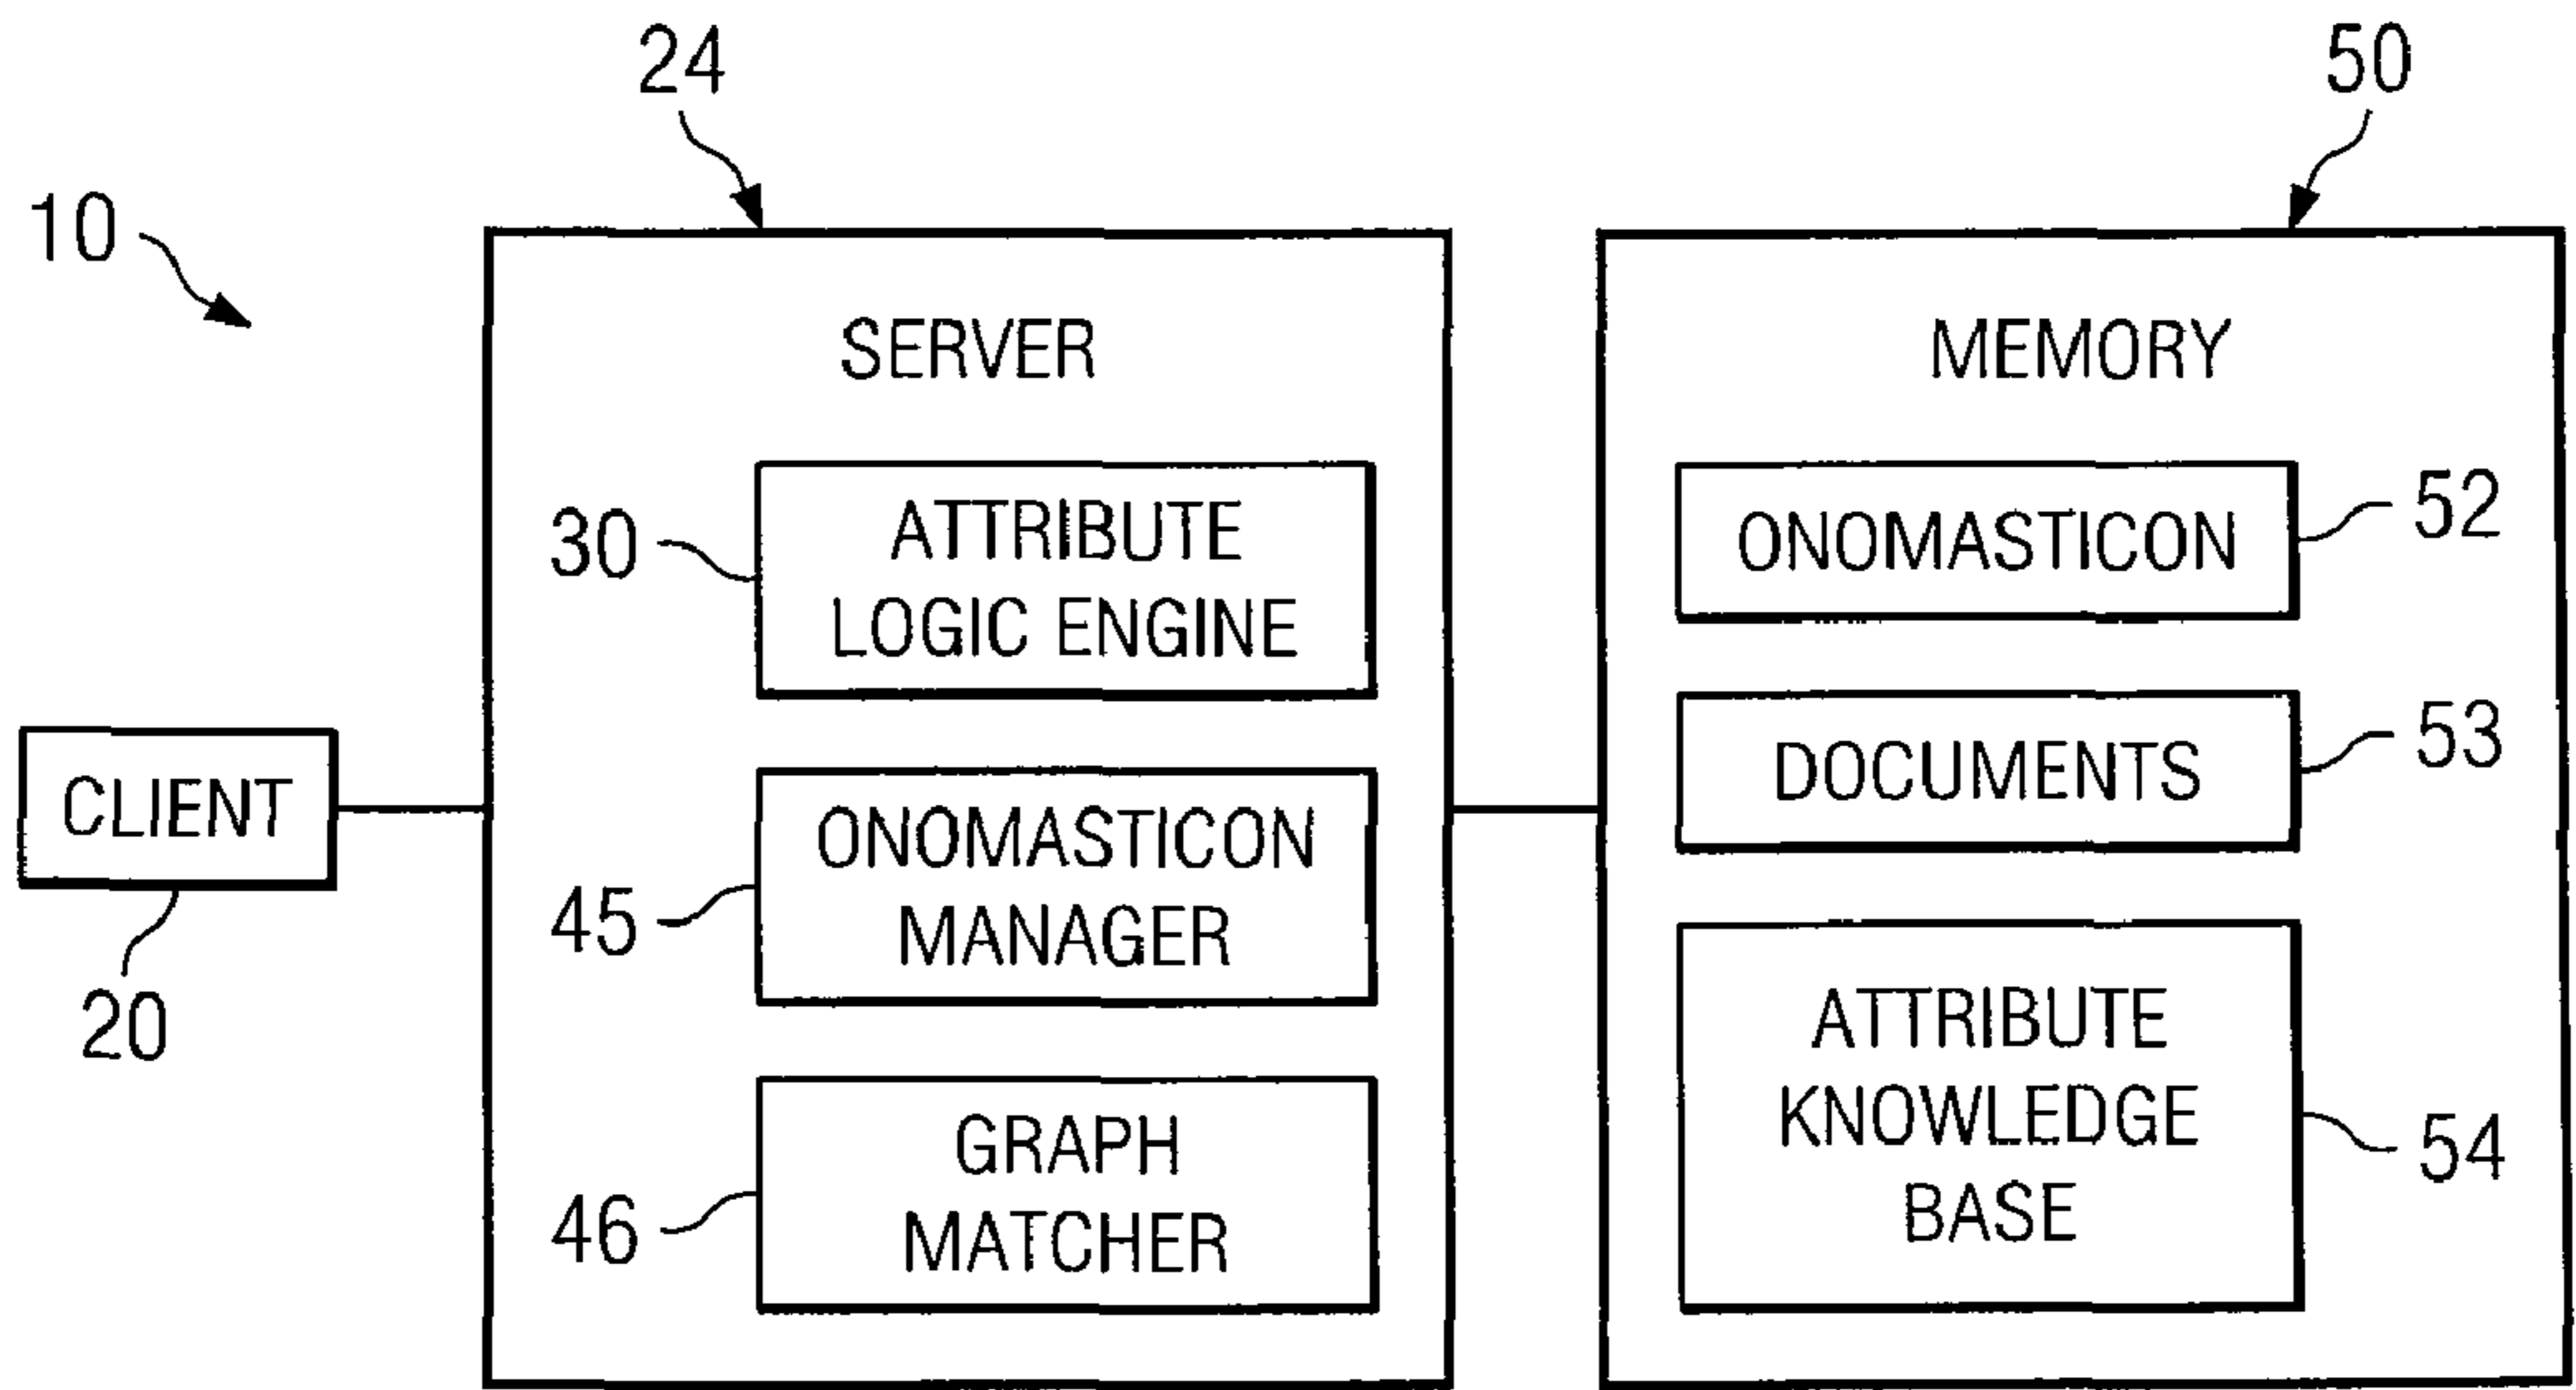 24
50
10
SERVER
MEMORY
30
ATTRIBUTE
LOGIC ENGINE
ONOMASTICON
52
DOCUMENTS
53
CLIENT
20
45
ONOMASTICON
MANAGER
ATTRIBUTE
KNOWLEDGE
BASE
54
46
GRAPH
MATCHER